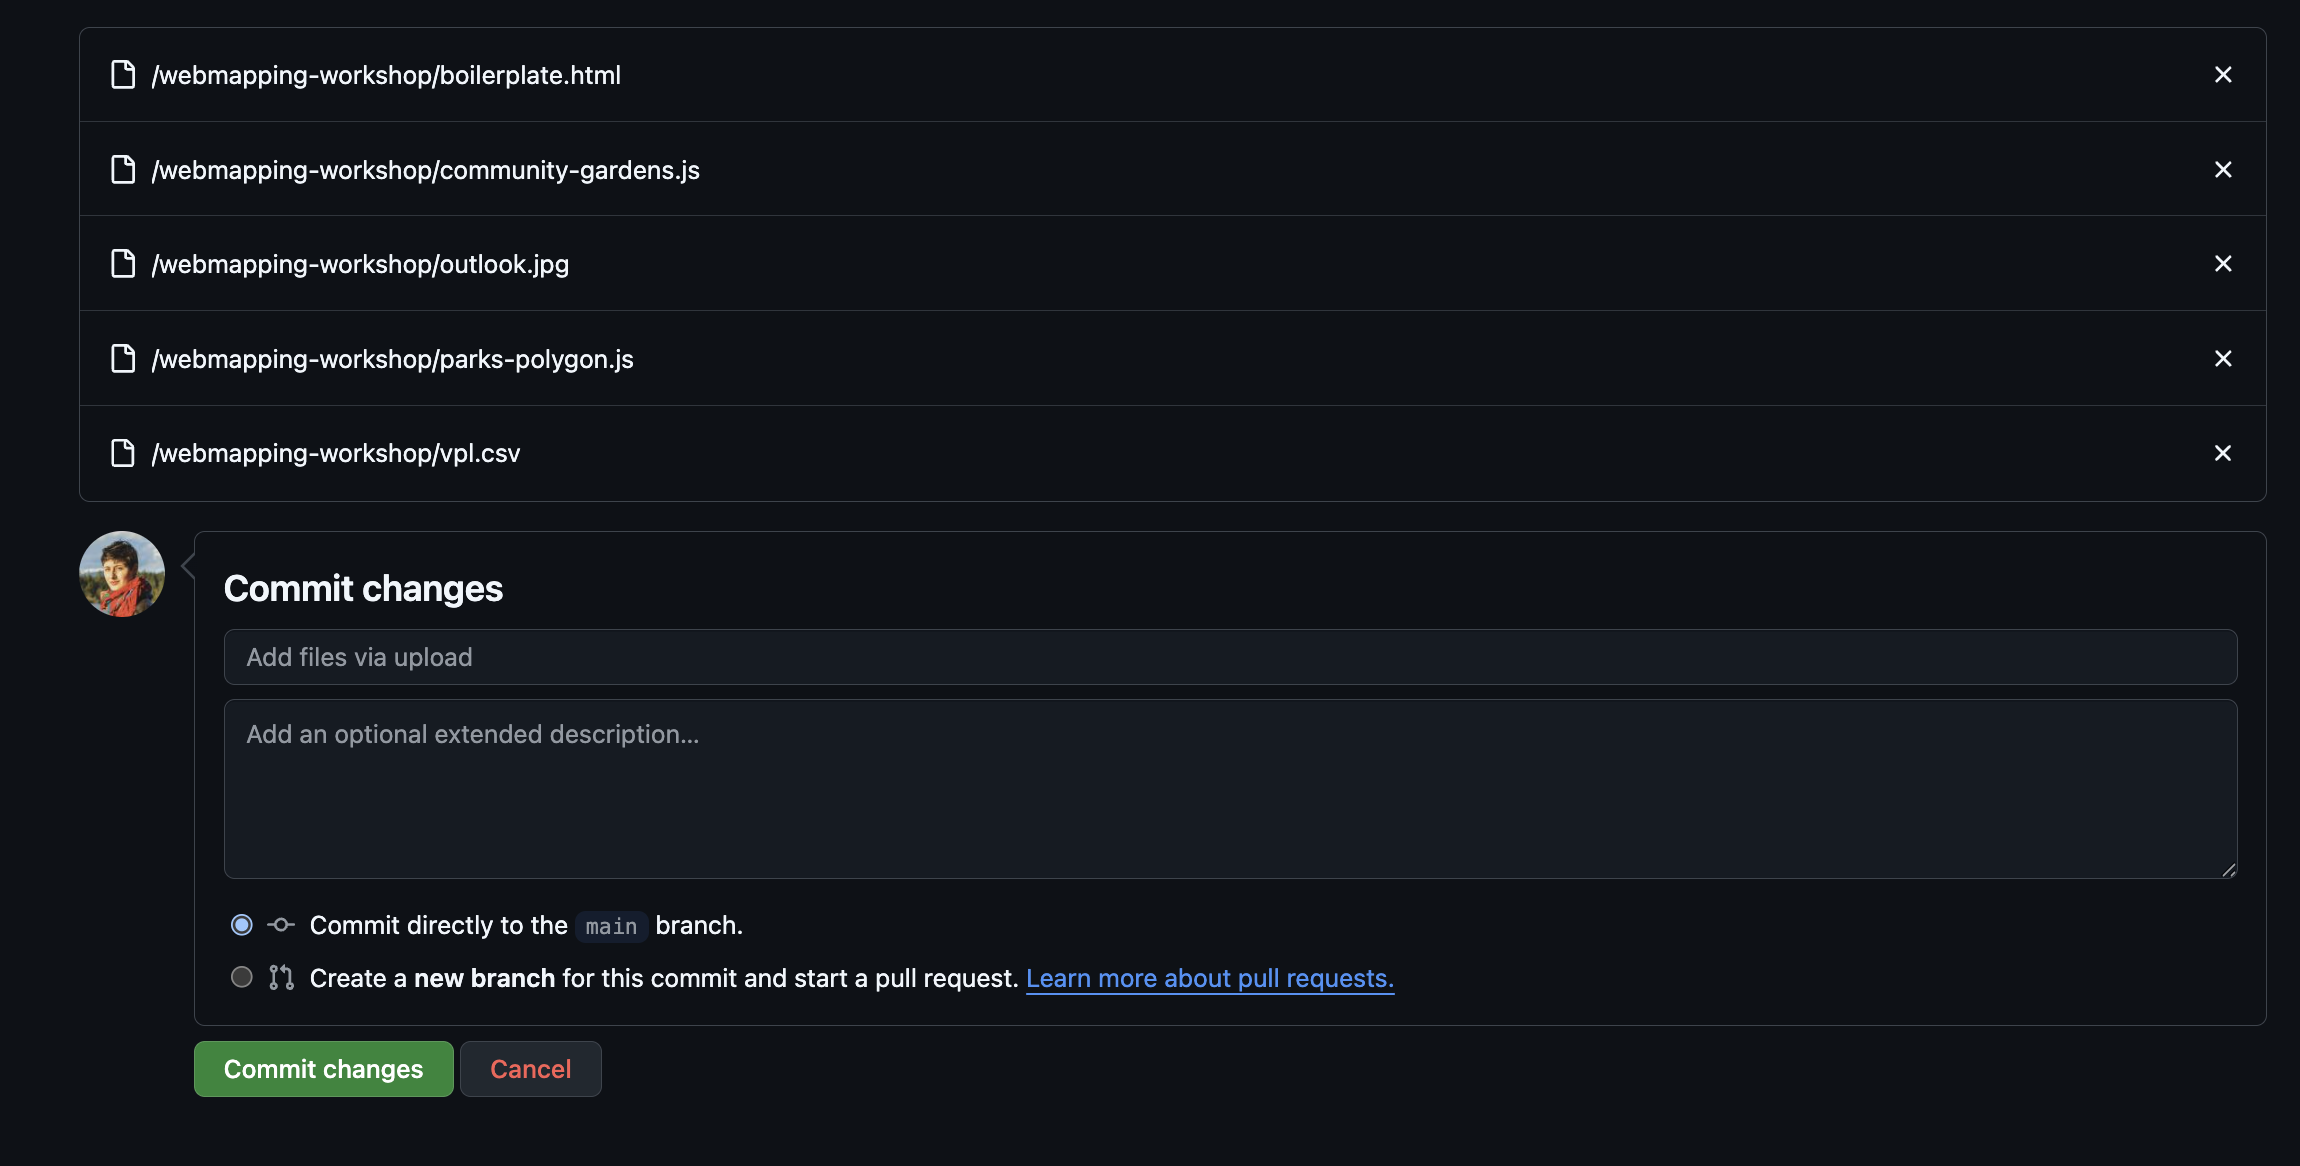 /webmapping-workshop/boilerplate.html
/webmapping-workshop/community-gardens.js
/webmapping-workshop/outlook.jpg
/webmapping-workshop/parks-polygon.js
/webmapping-workshop/vpl.csv
Commit changes
Add files via upload
Add an optional extended description...
Commit directly to the main branch.
Create a new branch for this commit and start a pull request. Learn more about pull requests.
Commit changes Cancel